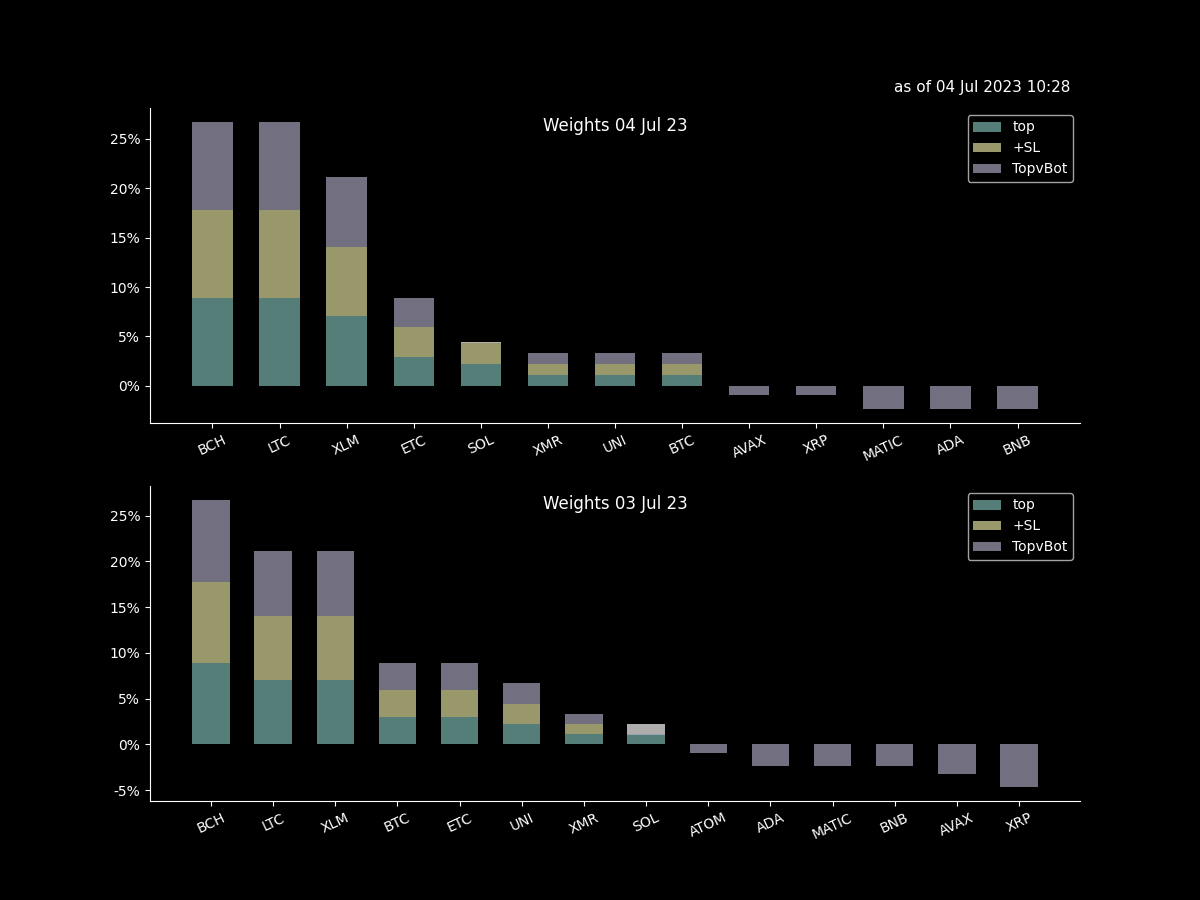 as of 04 Jul 2023 10:28
Weights 04 Jul 23
top
+SL
TopvBot
25%
20%
15%
10%
5%
0%
BCH LTC XLM ETC SOL XMR UNI BTC AVAX XRP MATIC ADA BNB
Weights 03 Jul 23
top
+SL
TopvBot
25%
20%
15%
10%
5%
0%
-5%
BCH LTC XLM BTC ETC UNI XMR SOL ATOM ADA MATIC BNB AVAX XRP